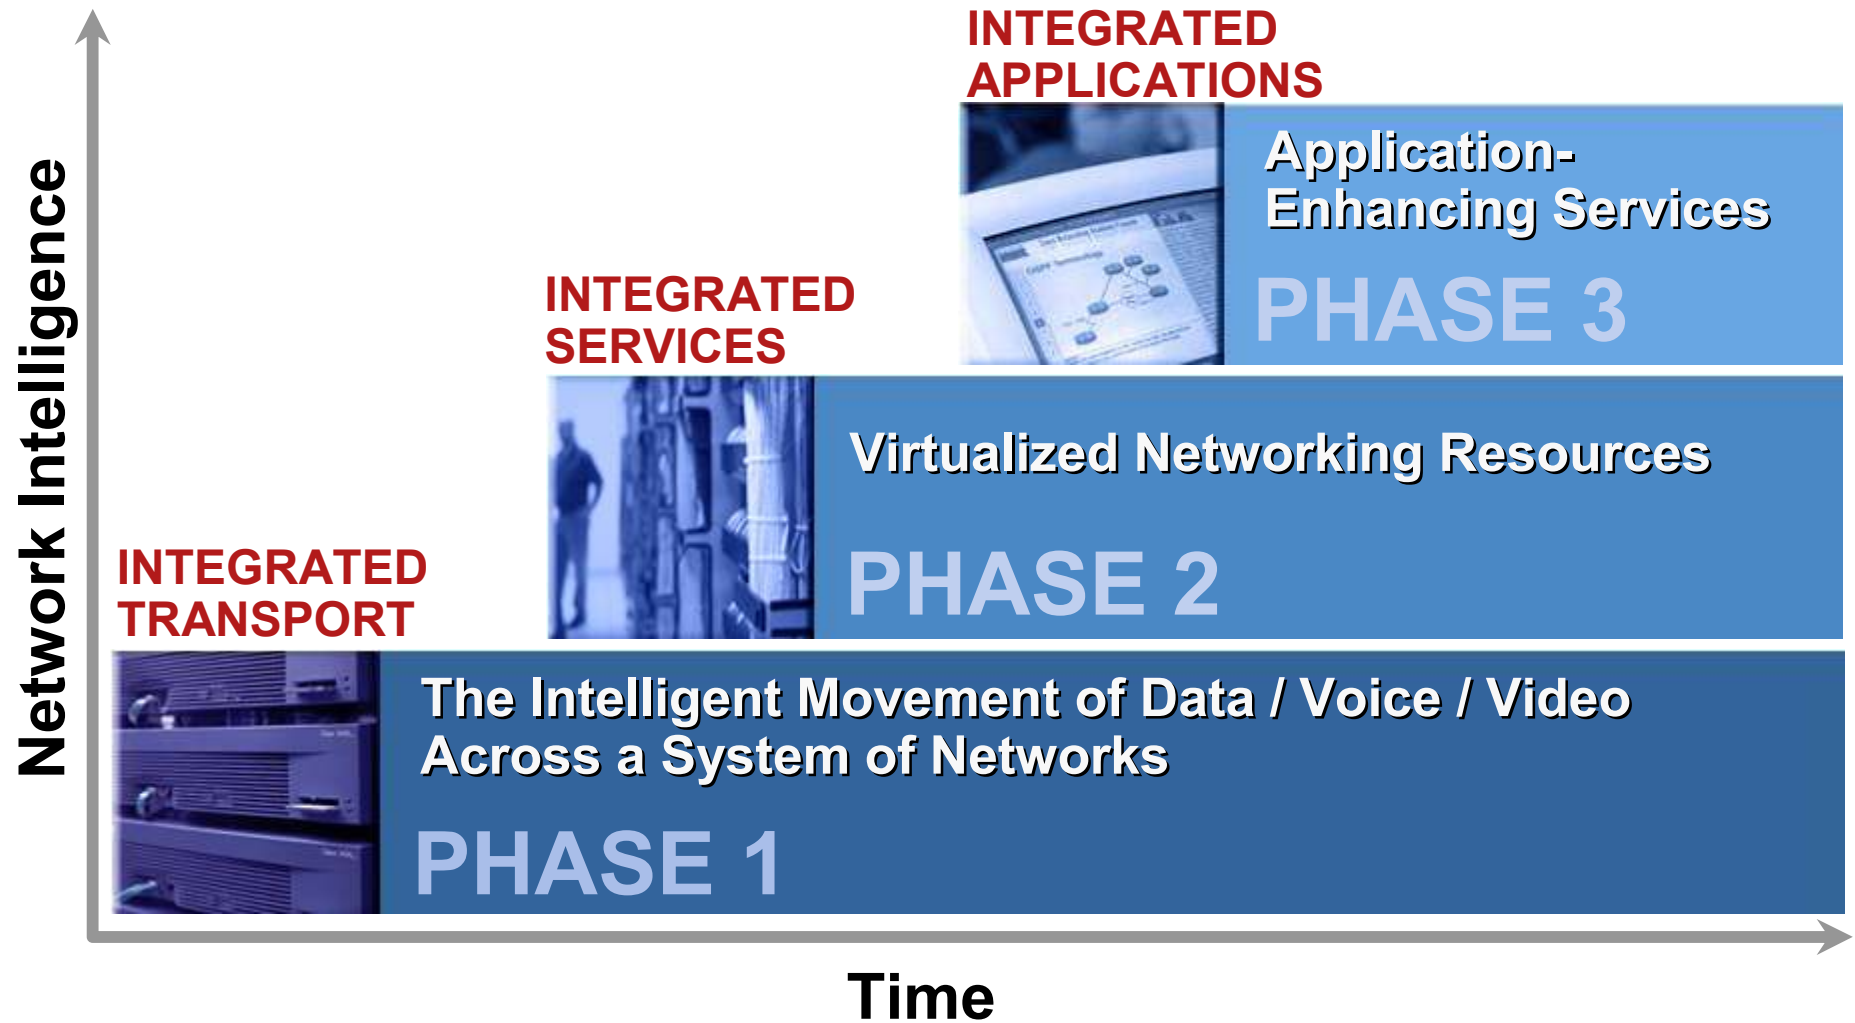 INTEGRATED
APPLICATIONS
Application-
Enhancing Services
PHASE 3
INTEGRATED
SERVICES
Virtualized Networking Resources
PHASE 2
INTEGRATED
TRANSPORT
The Intelligent Movement of Data / Voice / Video
Across a System of Networks
PHASE 1
Network Intelligence
Time